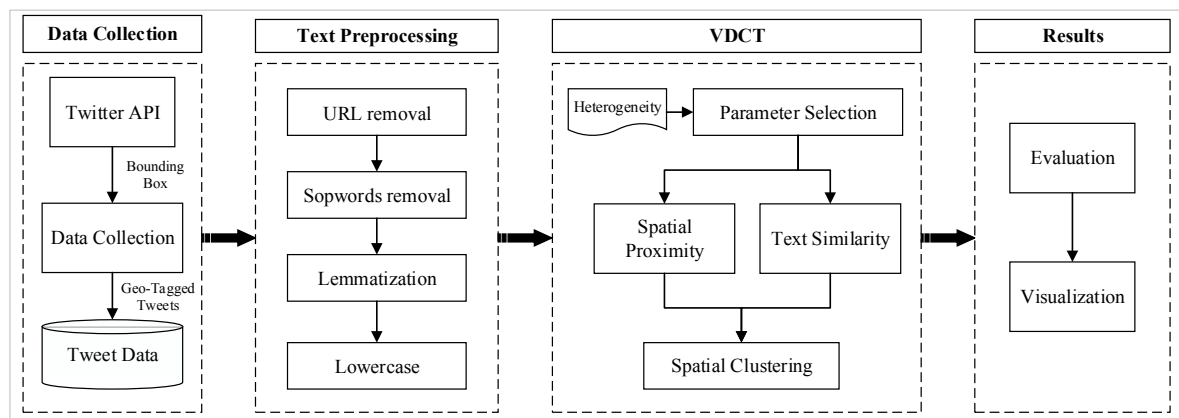 Data Collection
Twitter API
Bounding
Box
Data Collection
Geo-Tagged
Tweets
Tweet Data
Text Preprocessing
URL removal
Sopwords removal
Lemmatization
Lowercase
VDCT
Heterogeneity
Parameter Selection
Spatial
Proximity
Text Similarity
Spatial Clustering
Results
Evaluation
Visualization